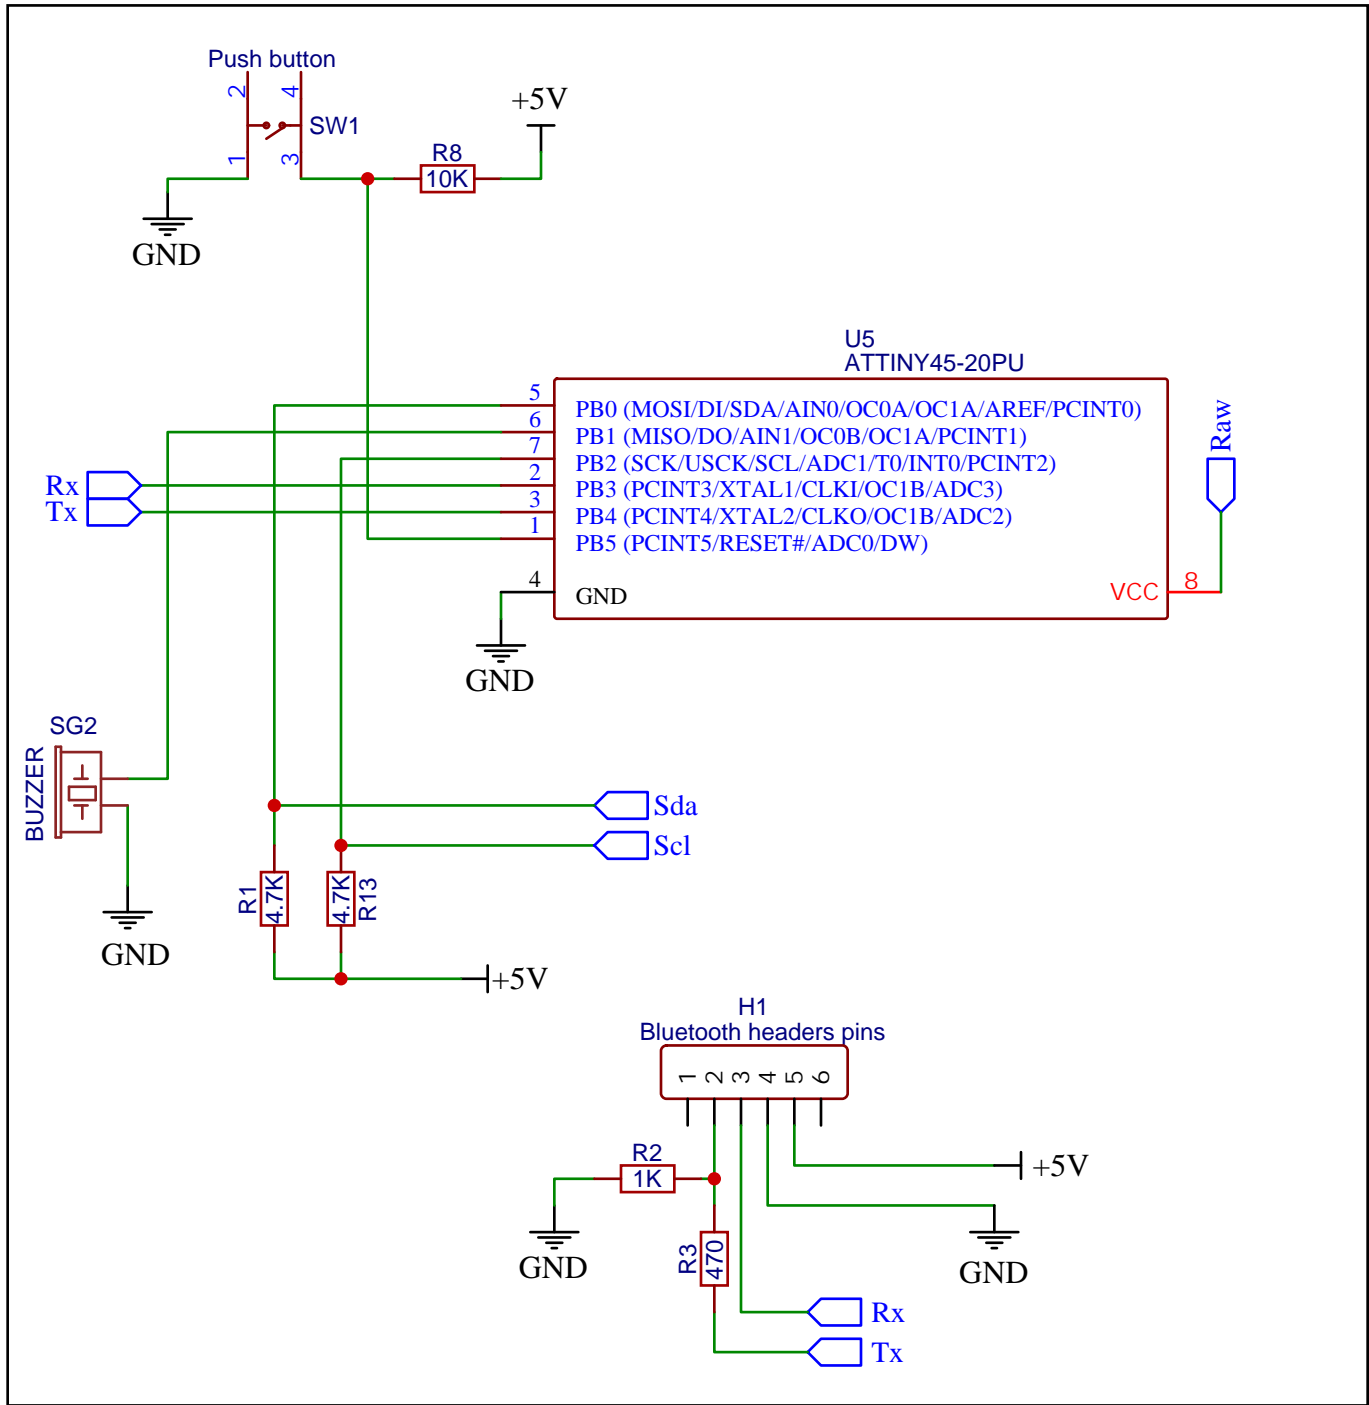 Push button
2
4
SW1
1
3
+5V
R8
10K
GND
U5
ATTINY45-20PU
5
PB0 (MOSI/DI/SDA/AIN0/OC0A/OC1A/AREF/PCINT0)
6
PB1 (MISO/DO/AIN1/OC0B/OC1A/PCINT1)
7
PB2 (SCK/USCK/SCL/ADC1/T0/INT0/PCINT2)
2
PB3 (PCINT3/XTAL1/CLKI/OC1B/ADC3)
3
PB4 (PCINT4/XTAL2/CLKO/OC1B/ADC2)
1
PB5 (PCINT5/RESET#/ADC0/DW)
4
GND
VCC
8
Raw
Rx
Tx
GND
SG2
BUZZER
GND
Sda
Scl
R1
4.7K
4.7K
R13
+5V
H1
Bluetooth headers pins
1
2
3
4
5
6
R2
1K
+5V
GND
R3
470
GND
Rx
Tx